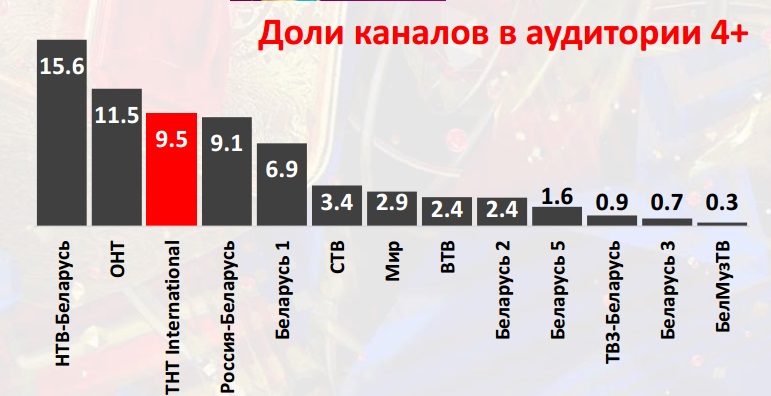 Доли каналов в аудитории 4+
15.6
11.5
9.5
9.1
6.9
3.4
2.9
2.4
2.4
1.6
0.9
0.7
0.3
НТВ-Беларусь
ОНТ
ТНТ International
Россия-Беларусь
Беларусь 1
СТВ
Мир
ВТВ
Беларусь 2
Беларусь 5
ТВ3-Беларусь
Беларусь 3
БелМузТВ